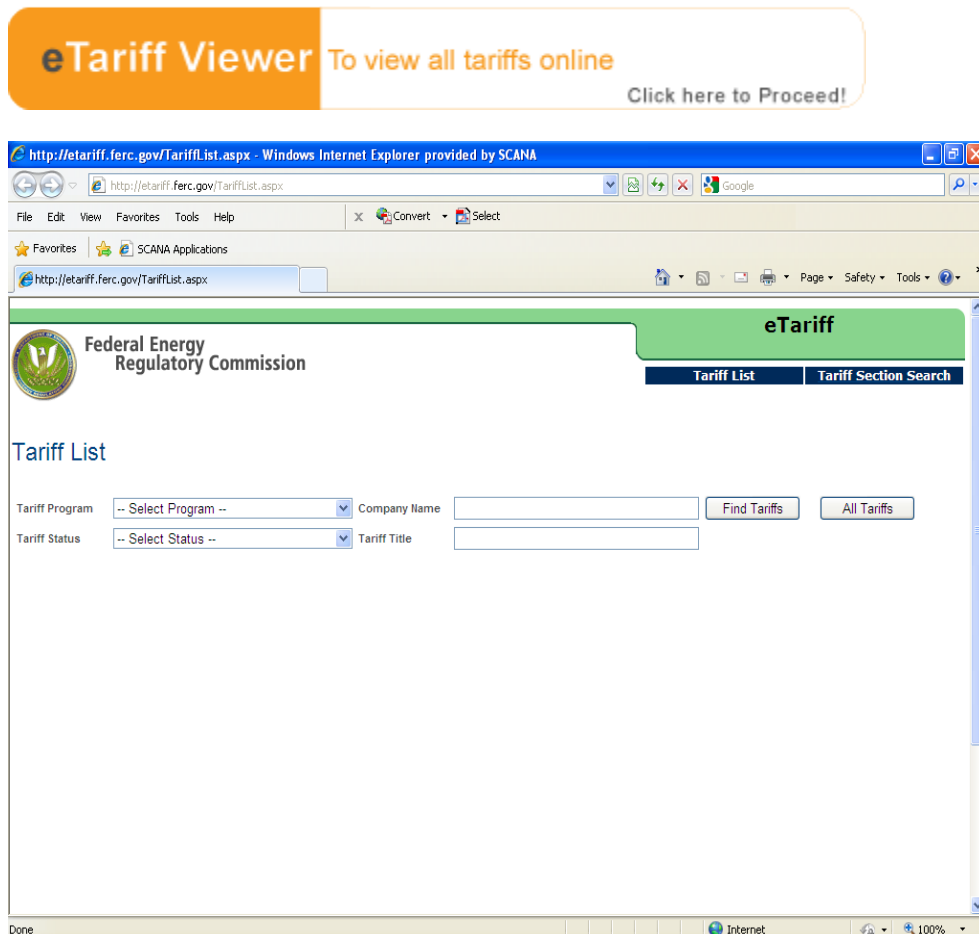 eTariff Viewer To view all tariffs online
Click here to Proceed!
http://etariff.ferc.gov/TariffList.aspx - Windows Internet Explorer provided by SCANA
http://etariff.ferc.gov/TariffList.aspx Google
File Edit View Favorites Tools Help x Convert Select
Favorites SCANA Applications
http://etariff.ferc.gov/TariffList.aspx Page Safety Tools
eTariff
Federal Energy
Regulatory Commission
Tariff List Tariff Section Search
Tariff List
Tariff Program -- Select Program -- Company Name Find Tariffs All Tariffs
Tariff Status -- Select Status -- Tariff Title
Done Internet 100%